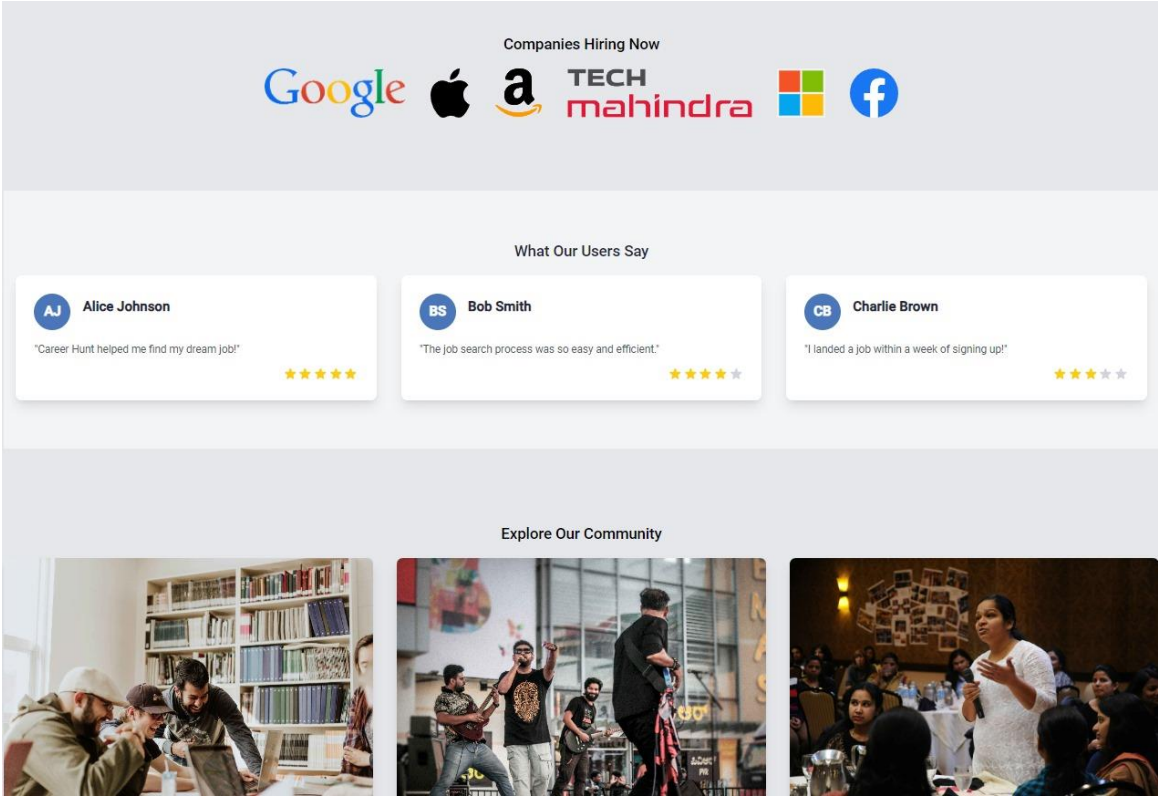 Companies Hiring Now
Google
a
TECH
mahindra
f
What Our Users Say
AJ
Alice Johnson
"Career Hunt helped me find my dream job!"
BS
Bob Smith
"The job search process was so easy and efficient."
CB
Charlie Brown
"I landed a job within a week of signing up!"
Explore Our Community